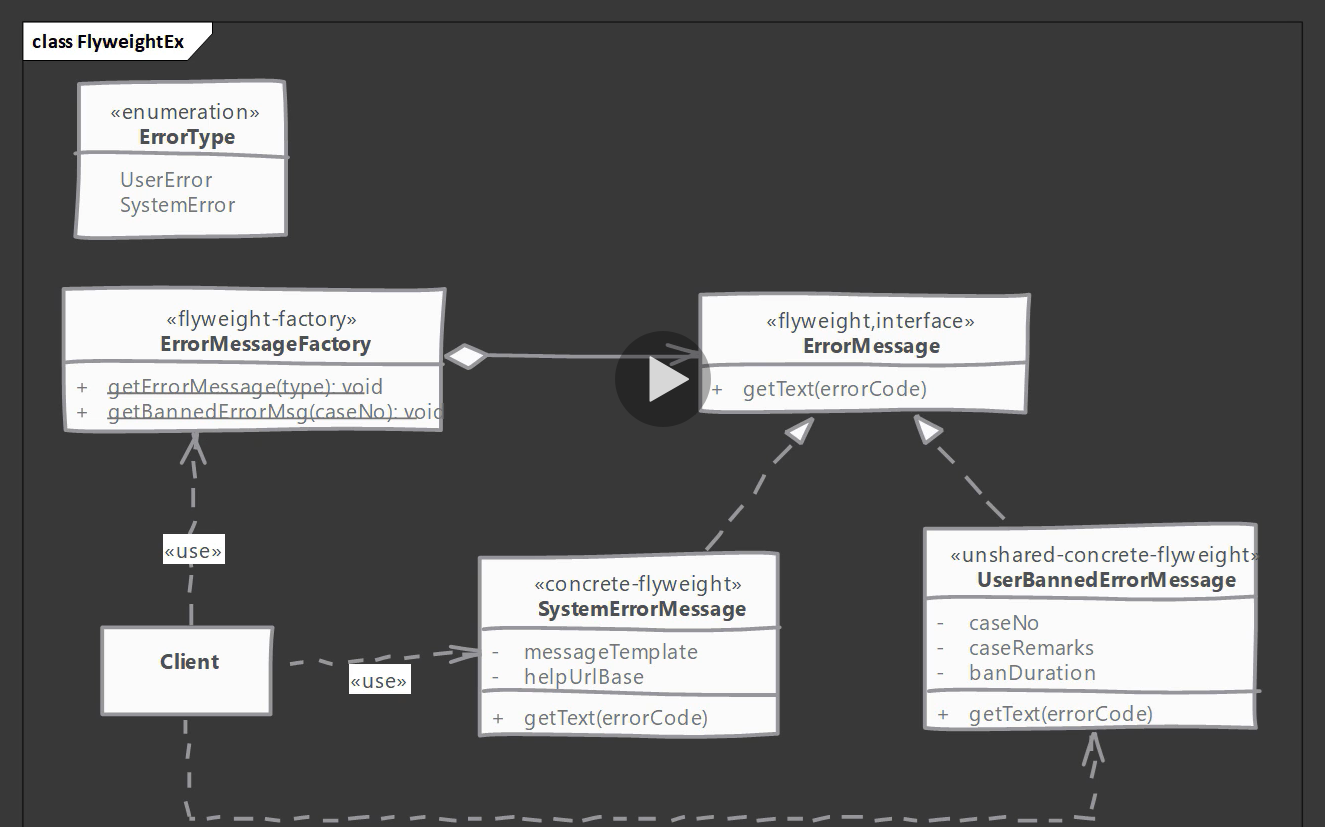 class FlyweightEx
«enumeration»
ErrorType
UserError
SystemError
«flyweight-factory»
ErrorMessageFactory
+ getErrorMessage(type): void
+ getBannedErrorMsg(caseNo): void
«flyweight,interface»
ErrorMessage
+ getText(errorCode)
«use»
Client
«use»
«concrete-flyweight»
SystemErrorMessage
- messageTemplate
- helpUrlBase
+ getText(errorCode)
«unshared-concrete-flyweight»
UserBannedErrorMessage
- caseNo
- caseRemarks
- banDuration
+ getText(errorCode)